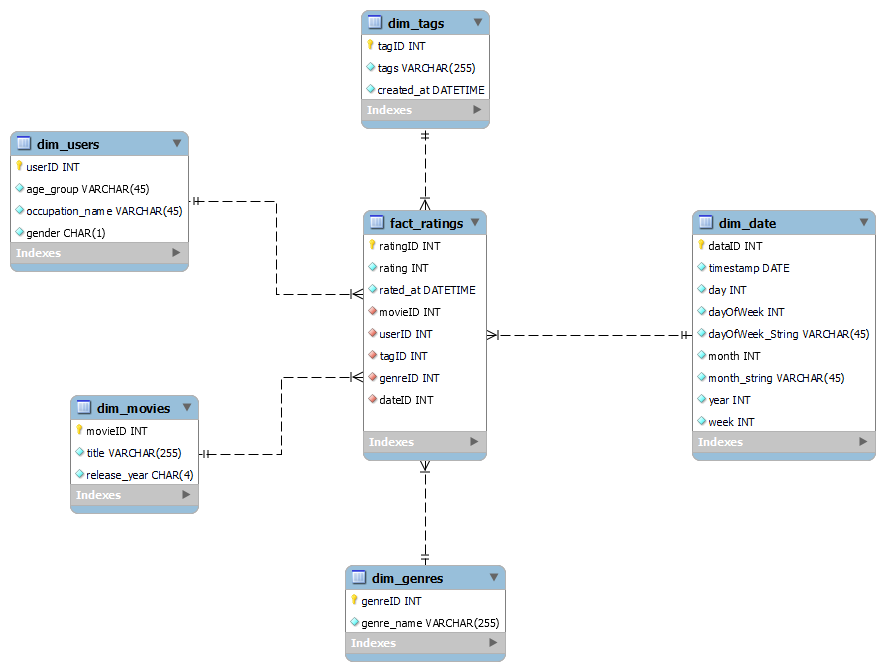 dim_tags
tagID INT
tags VARCHAR(255)
created_at DATETIME
Indexes
dim_users
userID INT
age_group VARCHAR(45)
occupation_name VARCHAR(45)
gender CHAR(1)
Indexes
fact_ratings
ratingID INT
rating INT
rated_at DATETIME
movieID INT
userID INT
tagID INT
genreID INT
dateID INT
Indexes
dim_date
dataID INT
timestamp DATE
day INT
dayOfWeek INT
dayOfWeek_String VARCHAR(45)
month INT
month_string VARCHAR(45)
year INT
week INT
Indexes
dim_movies
movieID INT
title VARCHAR(255)
release_year CHAR(4)
Indexes
dim_genres
genreID INT
genre_name VARCHAR(255)
Indexes